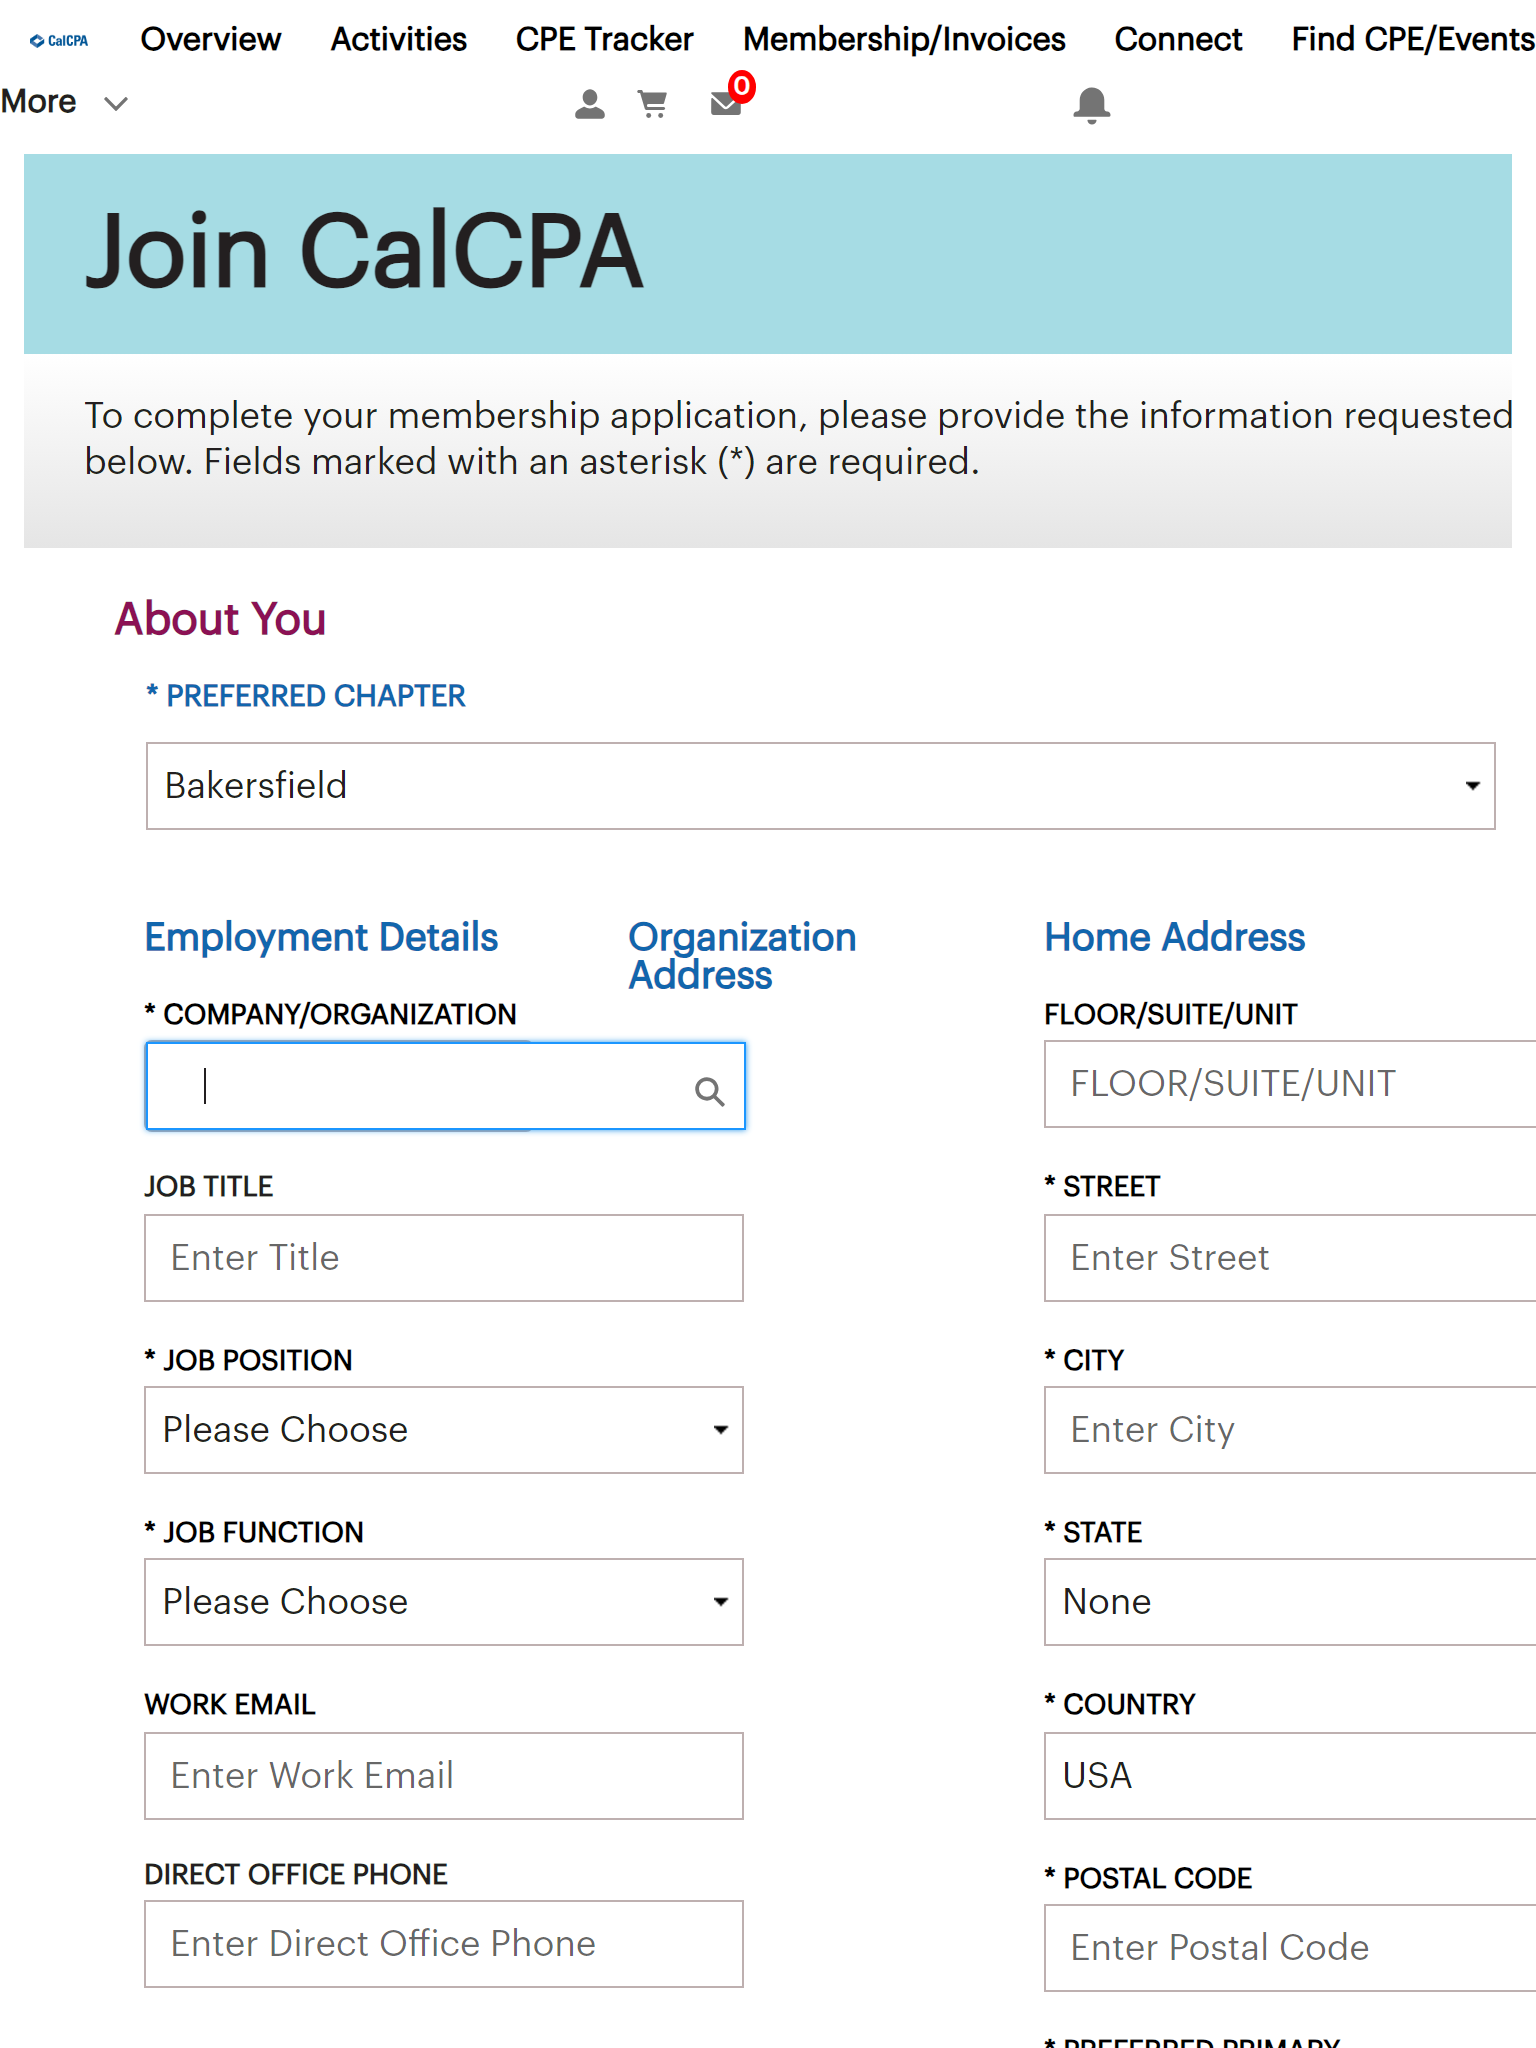 CalCPA
Overview Activities CPE Tracker Membership/Invoices Connect Find CPE/Events
More
0
Join CalCPA
To complete your membership application, please provide the information requested
below. Fields marked with an asterisk (*) are required.
About You
* PREFERRED CHAPTER
Bakersfield
Employment Details
* COMPANY/ORGANIZATION
JOB TITLE
Enter Title
* JOB POSITION
Please Choose
* JOB FUNCTION
Please Choose
WORK EMAIL
Enter Work Email
DIRECT OFFICE PHONE
Enter Direct Office Phone
Organization
Address
Home Address
FLOOR/SUITE/UNIT
FLOOR/SUITE/UNIT
* STREET
Enter Street
* CITY
Enter City
* STATE
None
* COUNTRY
USA
* POSTAL CODE
Enter Postal Code
* PREFERRED PRIMARY